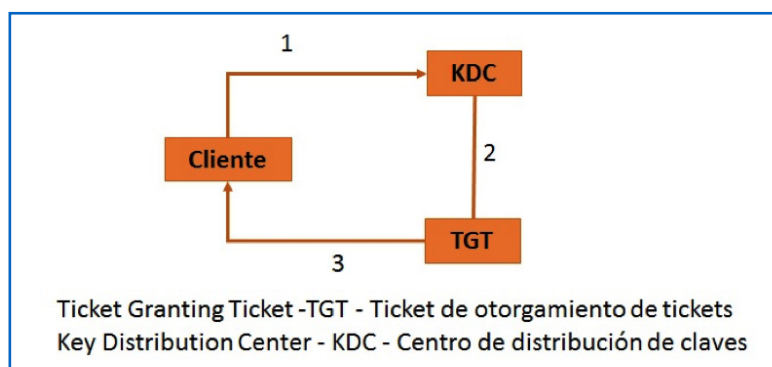 1
KDC
Cliente
2
TGT
3
Ticket Granting Ticket -TGT - Ticket de otorgamiento de tickets
Key Distribution Center - KDC - Centro de distribución de claves